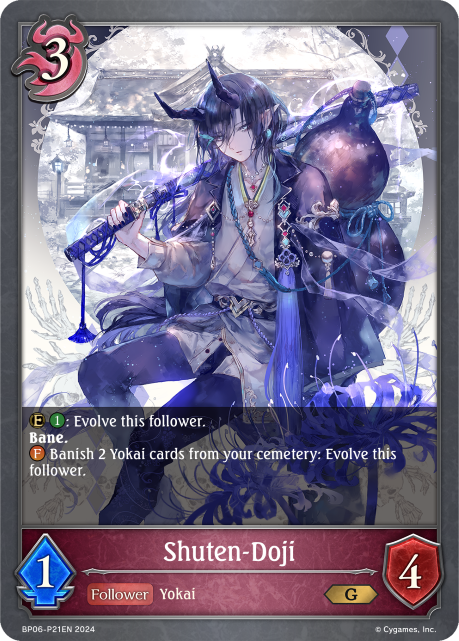 3
E 1: Evolve this follower.
Bane.
F Banish 2 Yokai cards from your cemetery: Evolve this
follower.
Shuten-Doji
1
Follower Yokai
G
4
BP06-P21EN 2024
© Cygames, Inc.